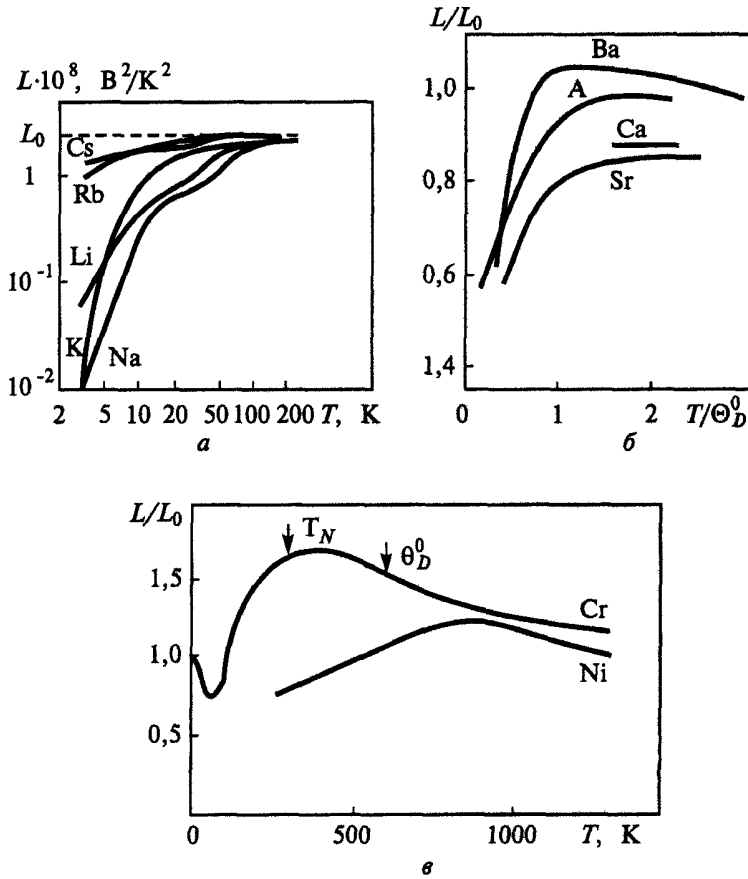 L·10⁸, В²/К²
L₀
1
10⁻¹
10⁻²
Cs
Rb
Li
K
Na
2 5 10 20 50 100 200 T, К
а
L/L₀
1,0
0,8
0,6
1,4
Ba
A
Ca
Sr
0 1 2 T/Θ⁰_D
б
L/L₀
1,5
1,0
0,5
T_N
θ⁰_D
Cr
Ni
0 500 1000 T, К
в